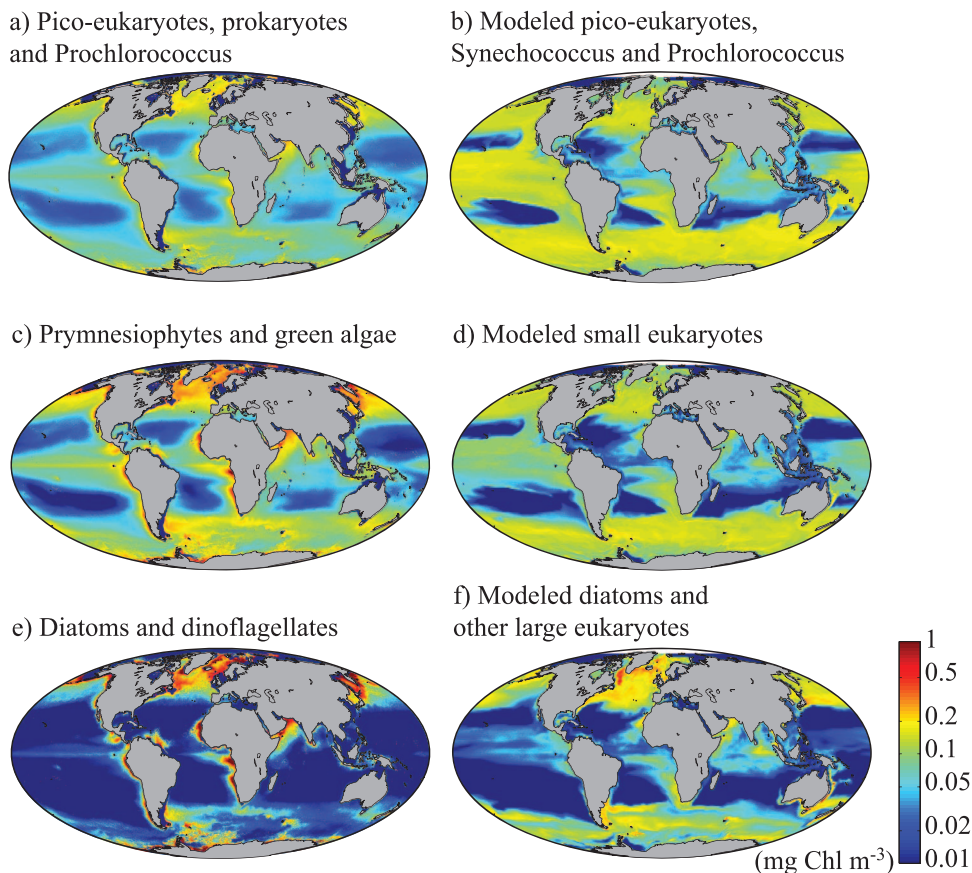 a) Pico-eukaryotes, prokaryotes
and Prochlorococcus
b) Modeled pico-eukaryotes,
Synechococcus and Prochlorococcus
c) Prymnesiophytes and green algae
d) Modeled small eukaryotes
e) Diatoms and dinoflagellates
f) Modeled diatoms and
other large eukaryotes
1
0.5
0.2
0.1
0.05
0.02
0.01
(mg Chl m-3)